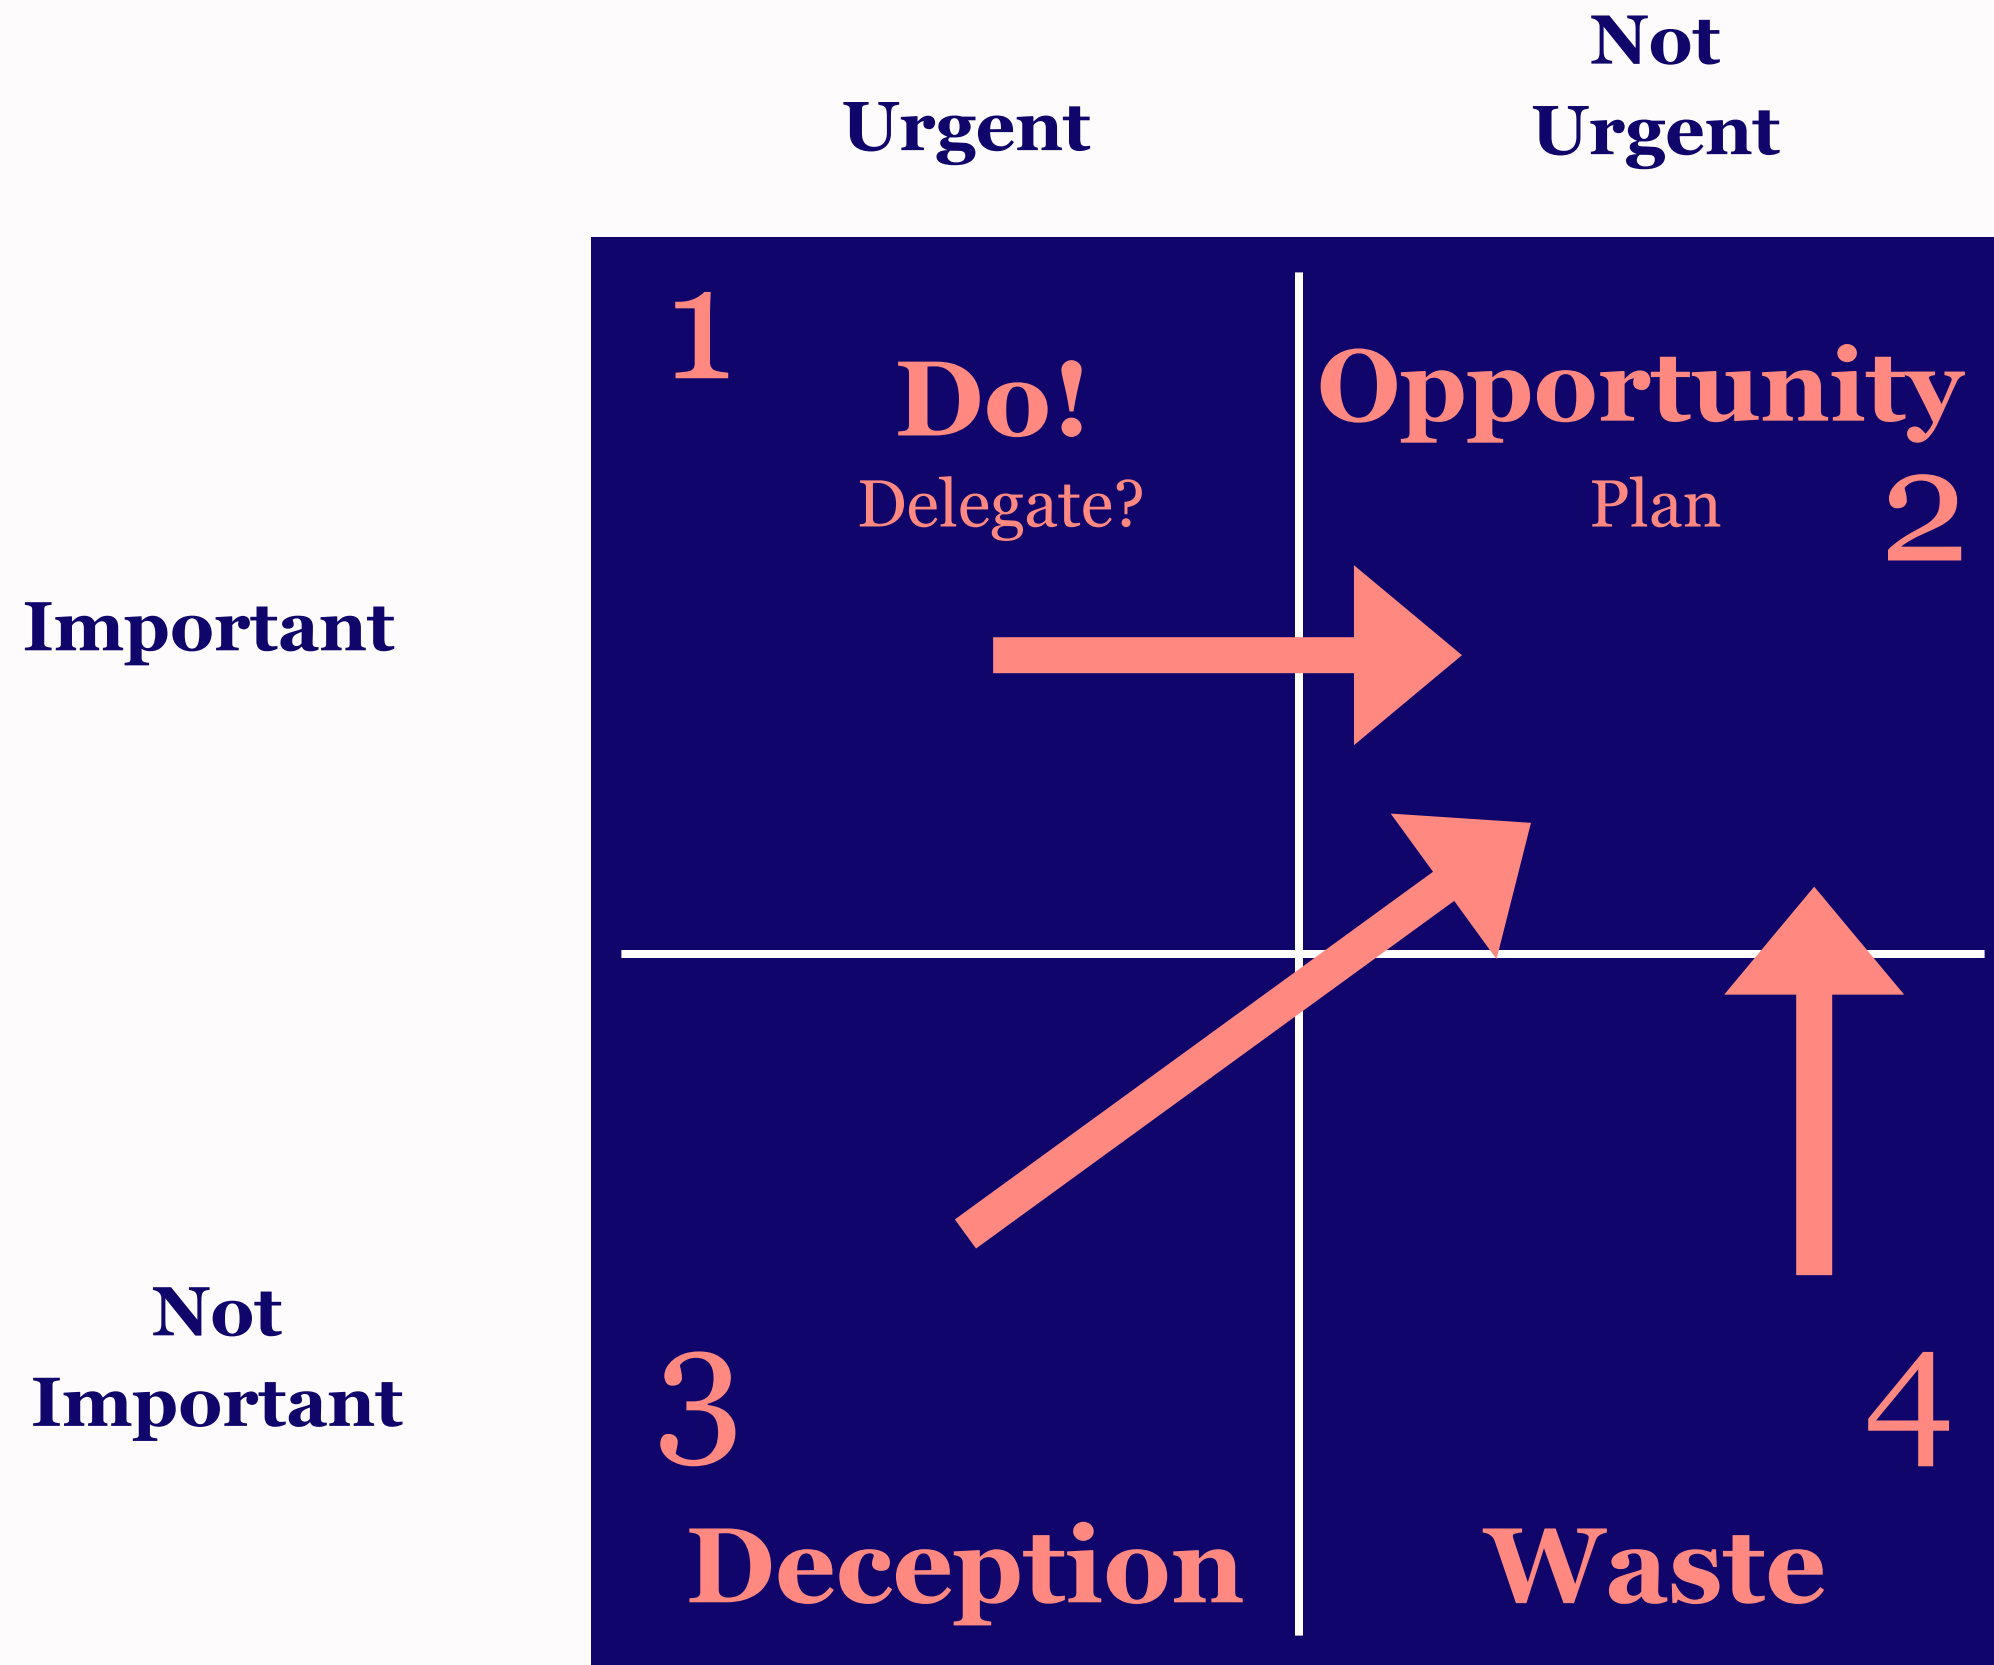 Not
Urgent
Urgent
1
Do!
Delegate?
Opportunity
Plan
2
Important
Not
Important
3
Deception
4
Waste